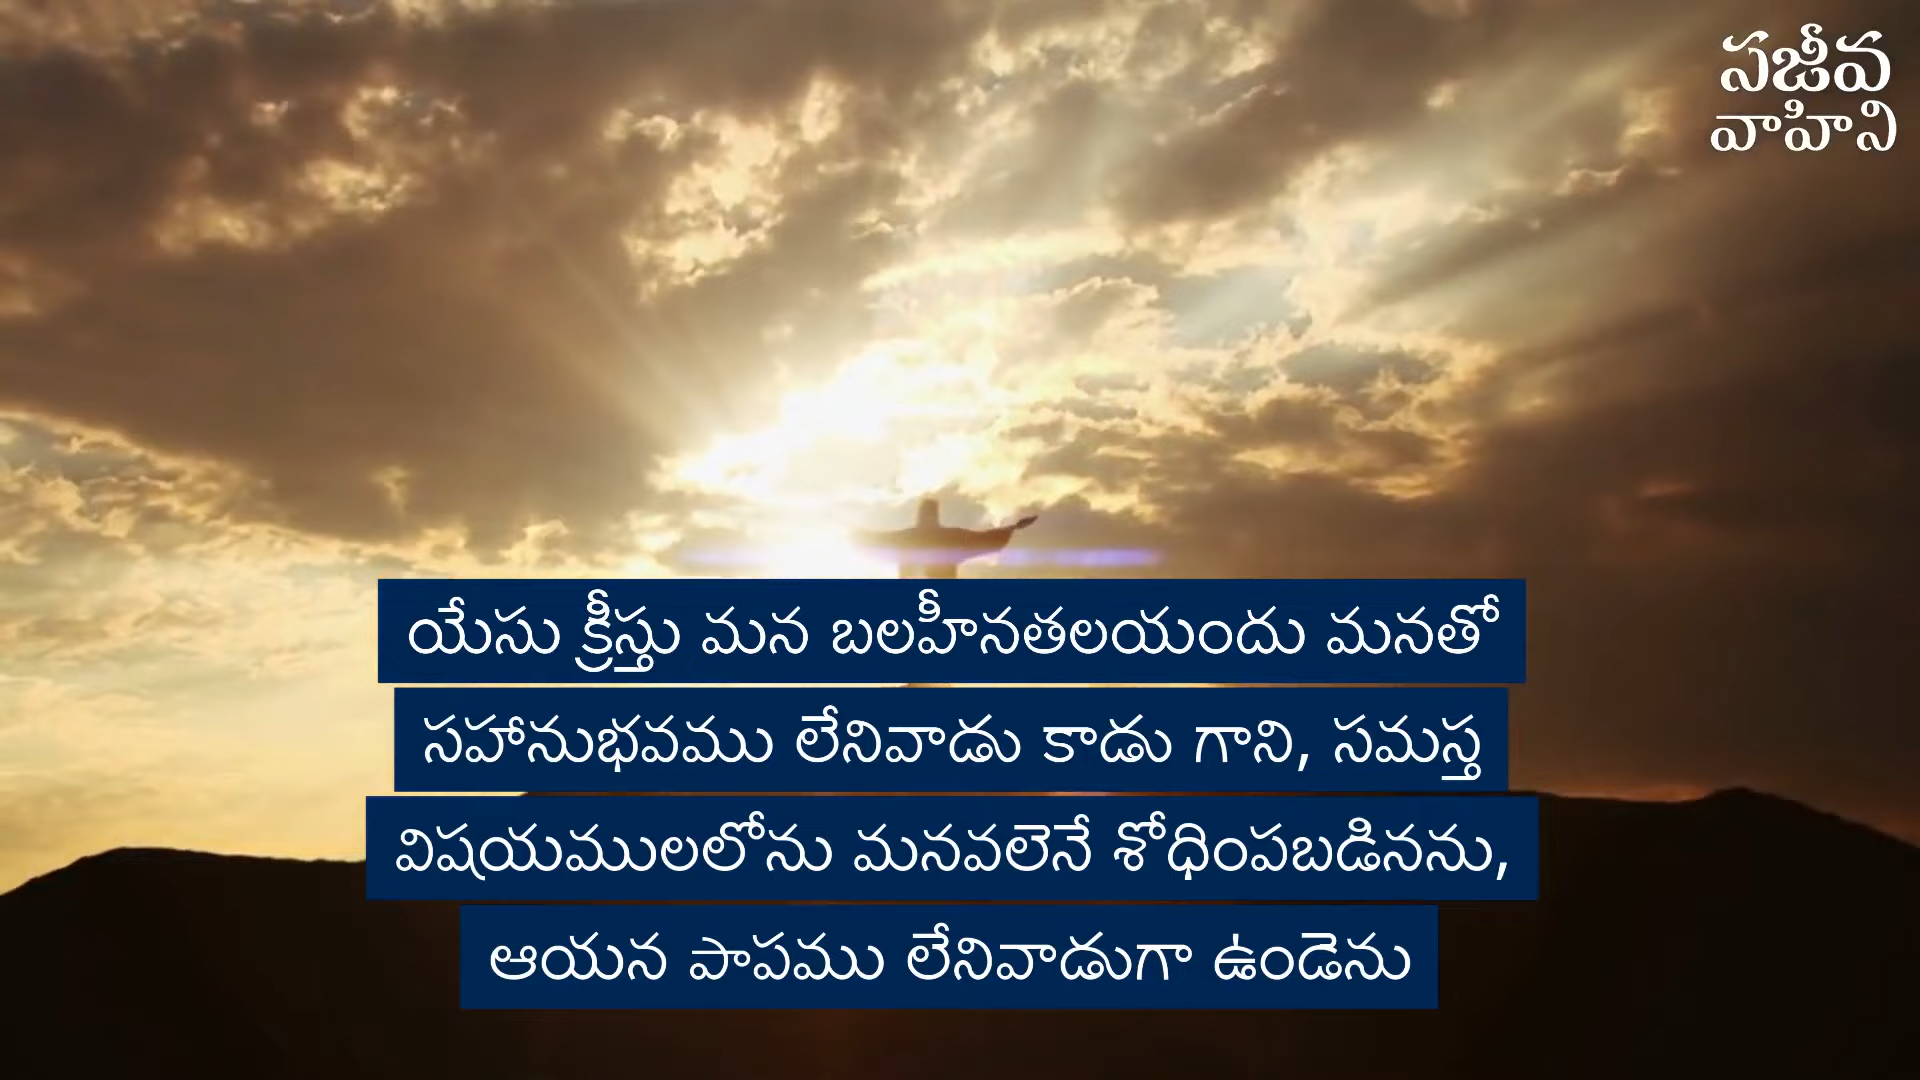 సజీవ
వాహిని
యేసు క్రీస్తు మన బలహీనతలయందు మనతో
సహానుభవము లేనివాడు కాడు గాని, సమస్త
విషయములలోను మనవలెనే శోధింపబడినను,
ఆయన పాపము లేనివాడుగా ఉండెను